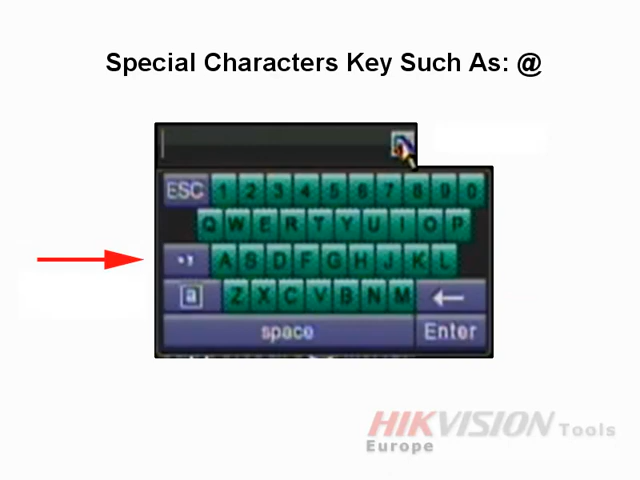 Special Characters Key Such As: @
ESC 1 2 3 4 5 6 7 8 9 0
Q W E R T Y U I O P
A S D F G H J K L
a Z X C V B N M ←
space Enter
HIKVISION Tools
Europe